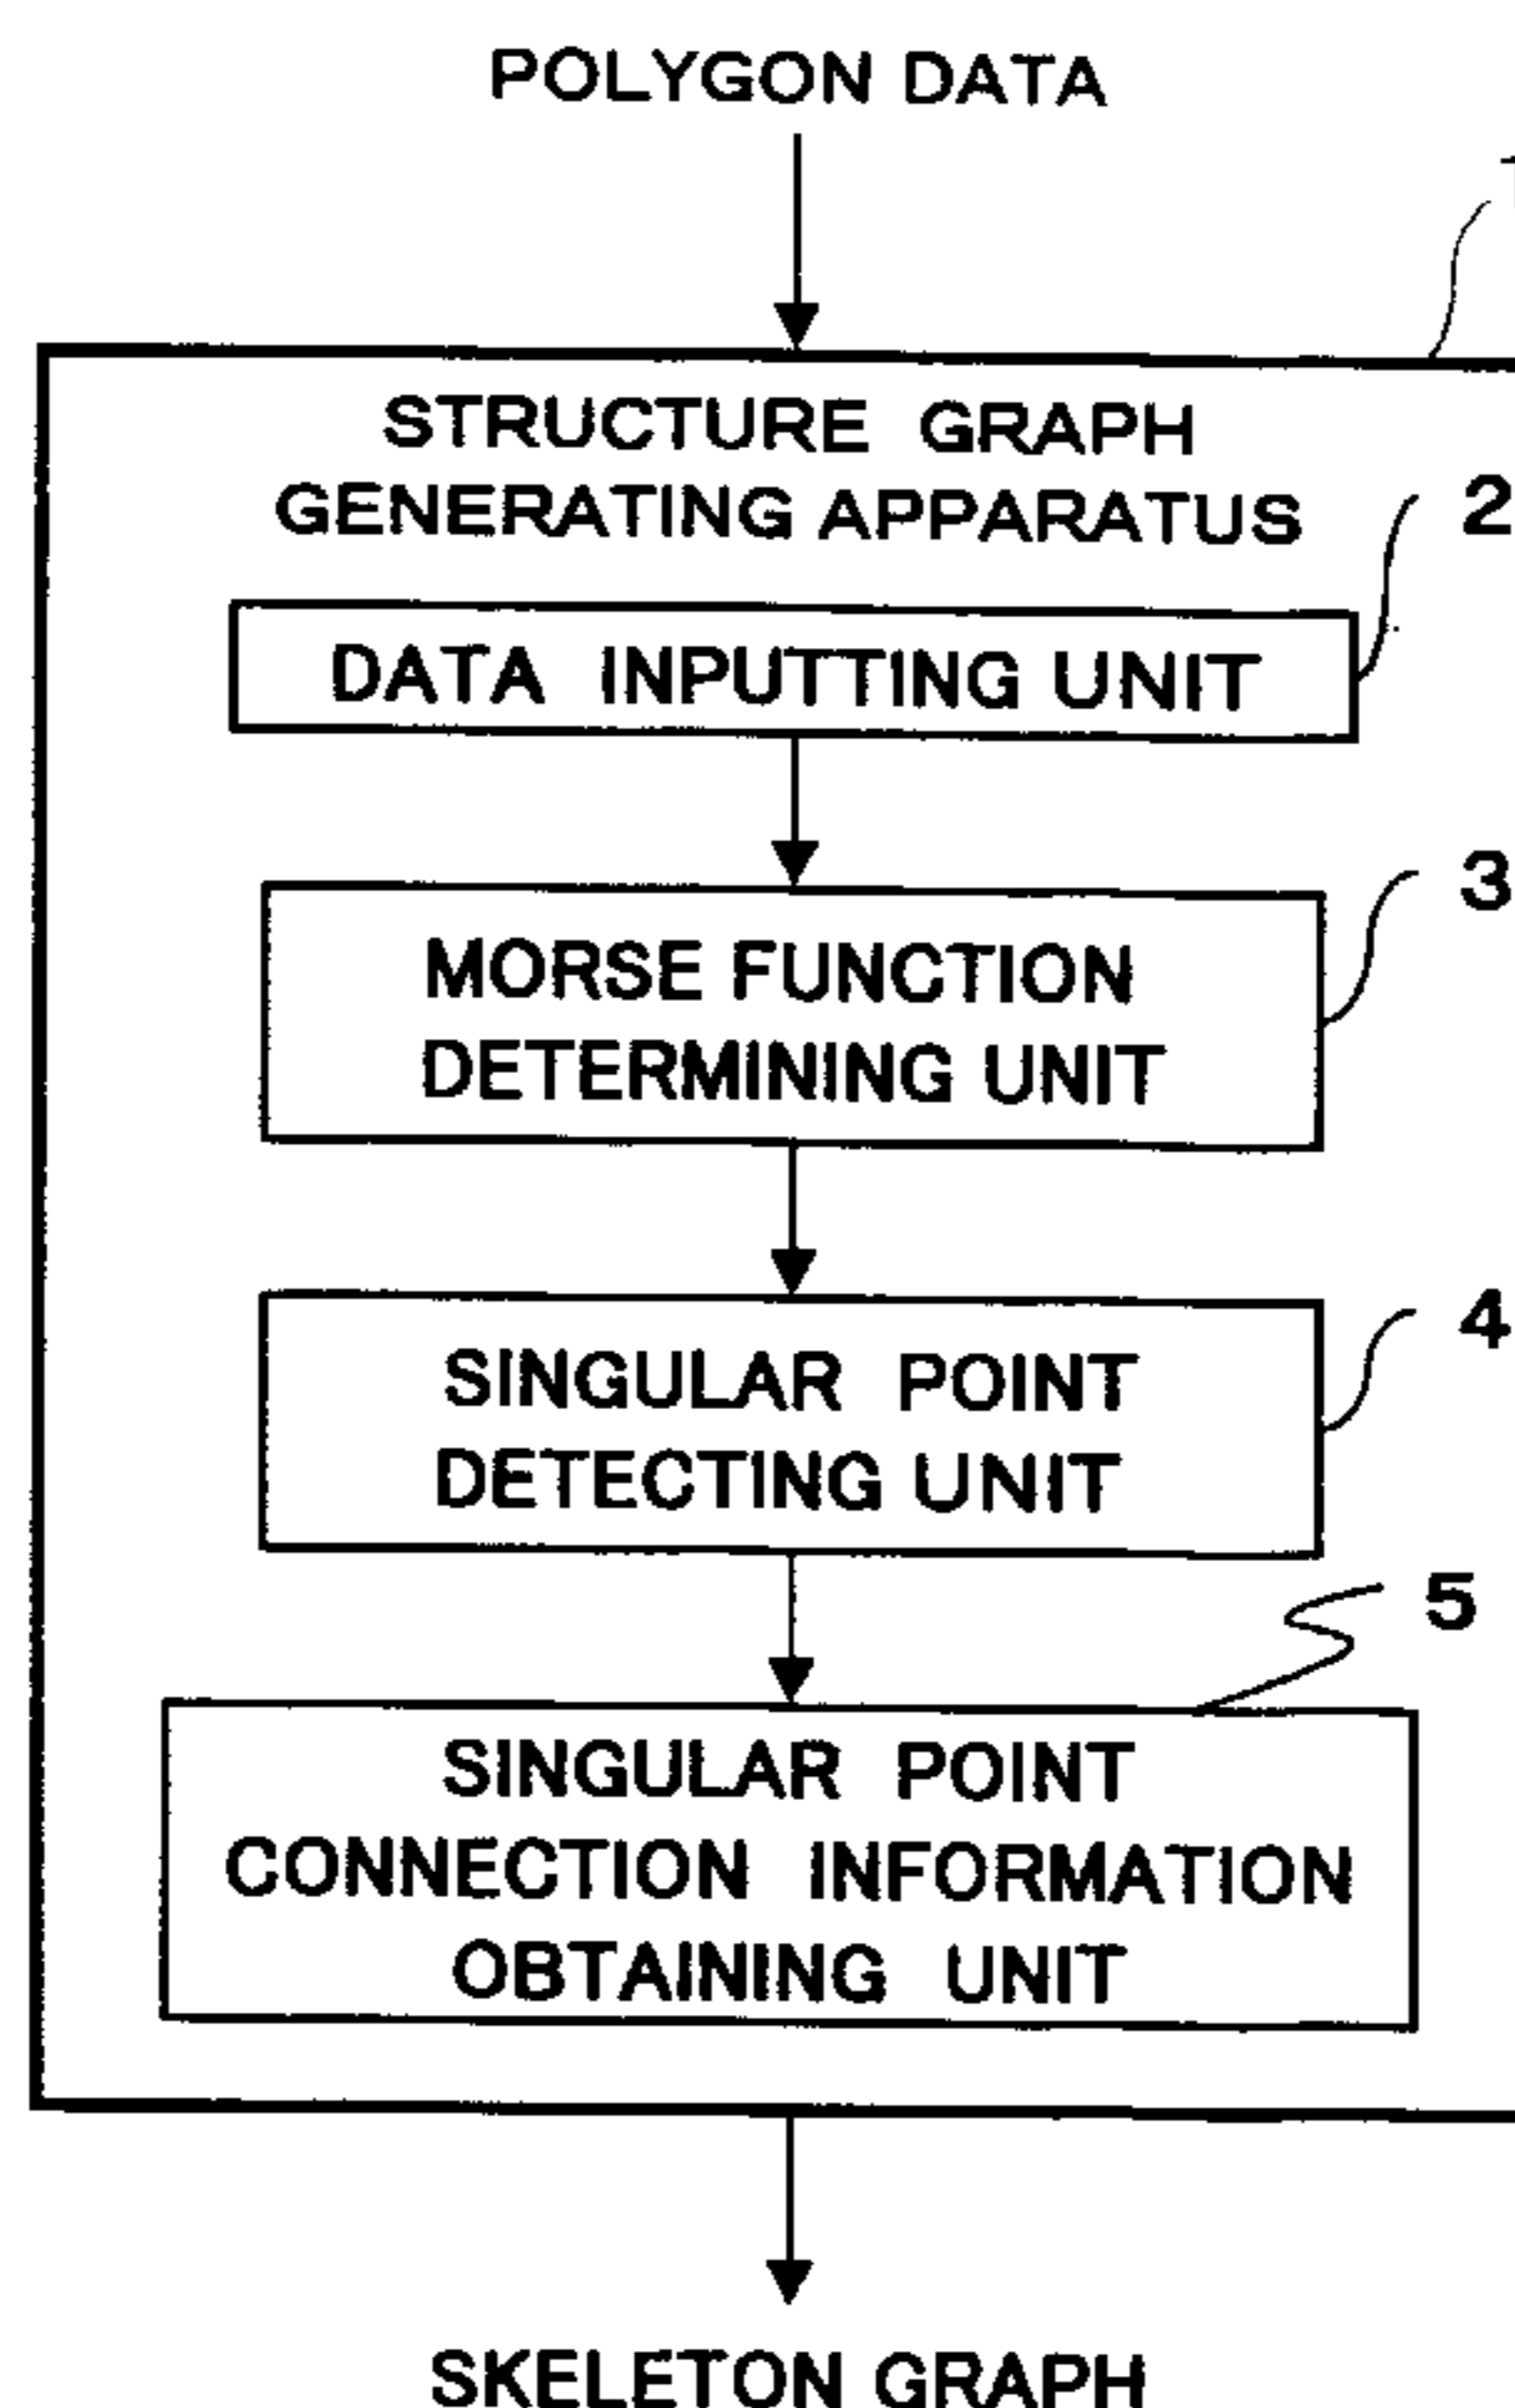 POLYGON DATA
1
STRUCTURE GRAPH
GENERATING APPARATUS
2
DATA INPUTTING UNIT
3
MORSE FUNCTION
DETERMINING UNIT
4
SINGULAR POINT
DETECTING UNIT
5
SINGULAR POINT
CONNECTION INFORMATION
OBTAINING UNIT
SKELETON GRAPH